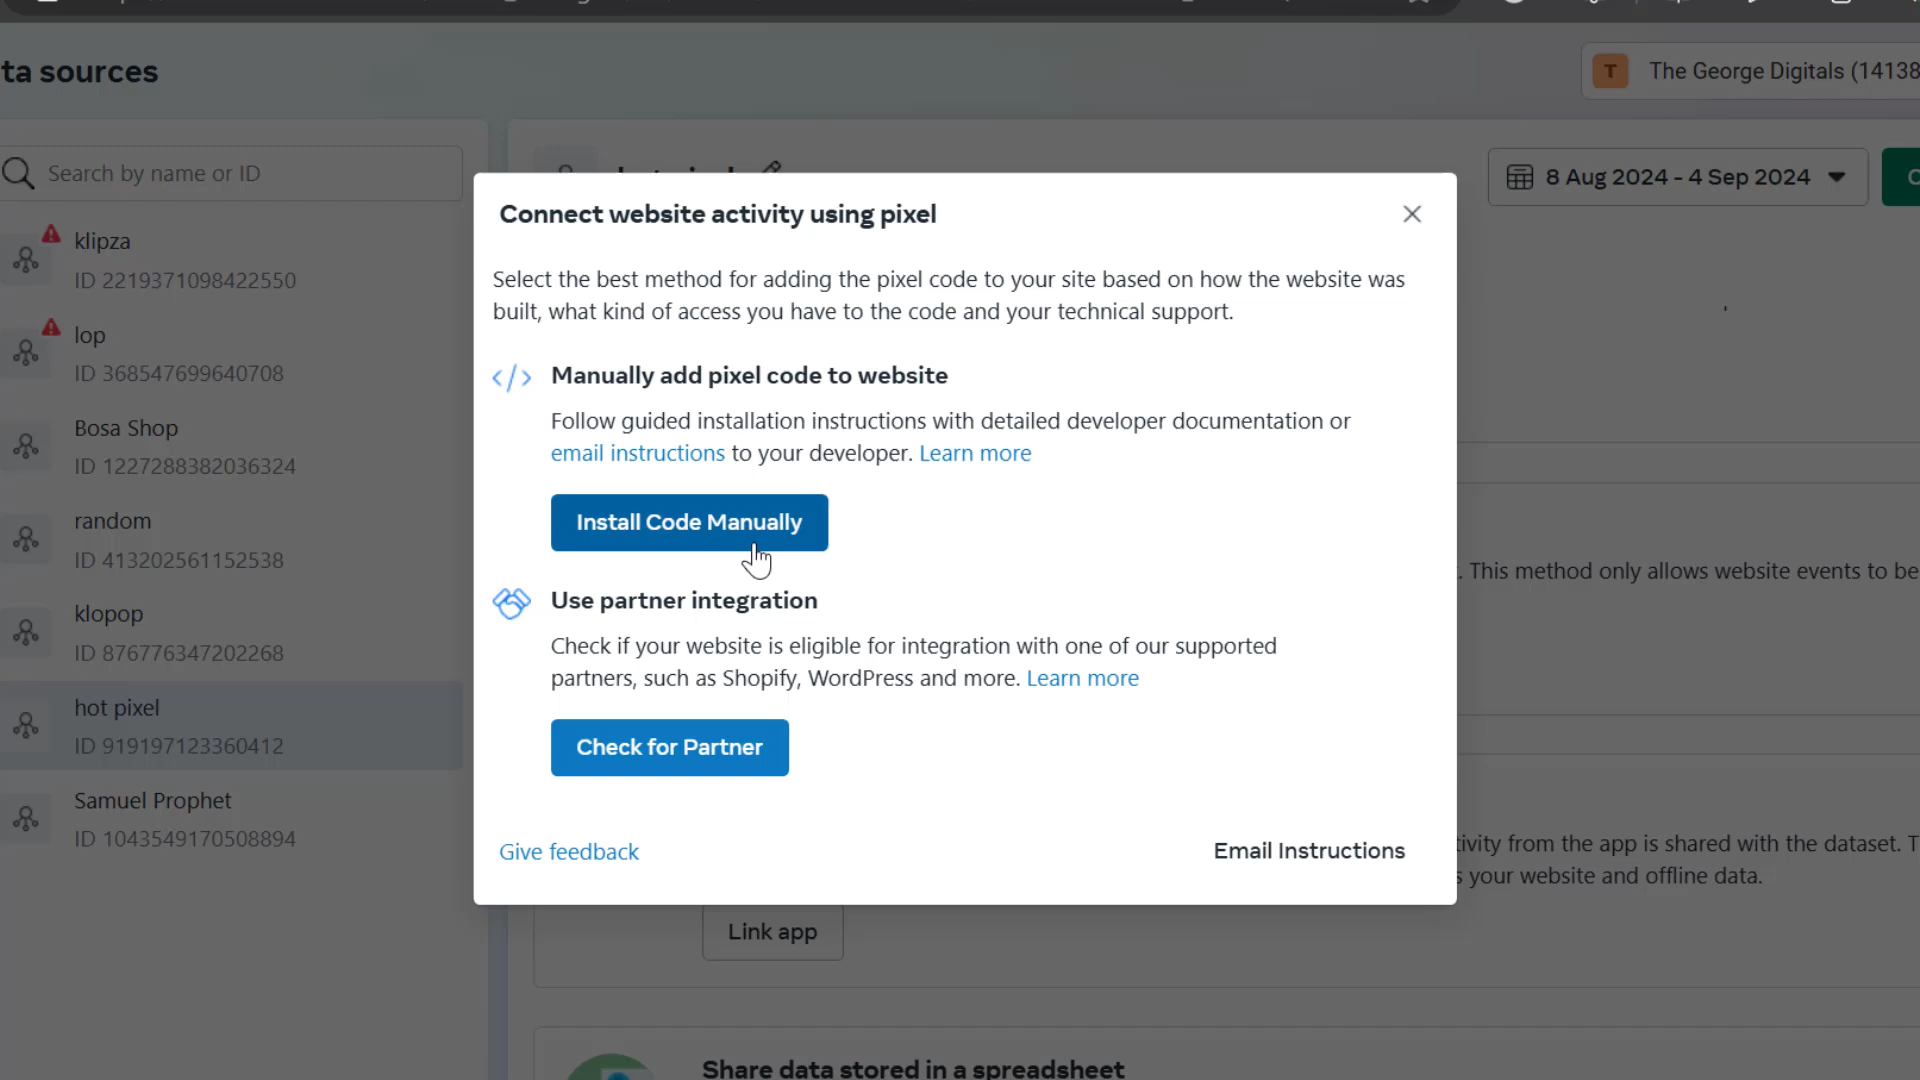 ta sources
T The George Digitals (14138
Search by name or ID
8 Aug 2024 - 4 Sep 2024
klipza
ID 2219371098422550
lop
ID 368547699640708
Bosa Shop
ID 1227288382036324
random
ID 413202561152538
klopop
ID 876776347202268
hot pixel
ID 919197123360412
Samuel Prophet
ID 1043549170508894
Connect website activity using pixel
Select the best method for adding the pixel code to your site based on how the website was
built, what kind of access you have to the code and your technical support.
Manually add pixel code to website
Follow guided installation instructions with detailed developer documentation or
email instructions to your developer. Learn more
Install Code Manually
Use partner integration
Check if your website is eligible for integration with one of our supported
partners, such as Shopify, WordPress and more. Learn more
Check for Partner
Give feedback
Email Instructions
. This method only allows website events to be
tivity from the app is shared with the dataset. T
s your website and offline data.
Link app
Share data stored in a spreadsheet